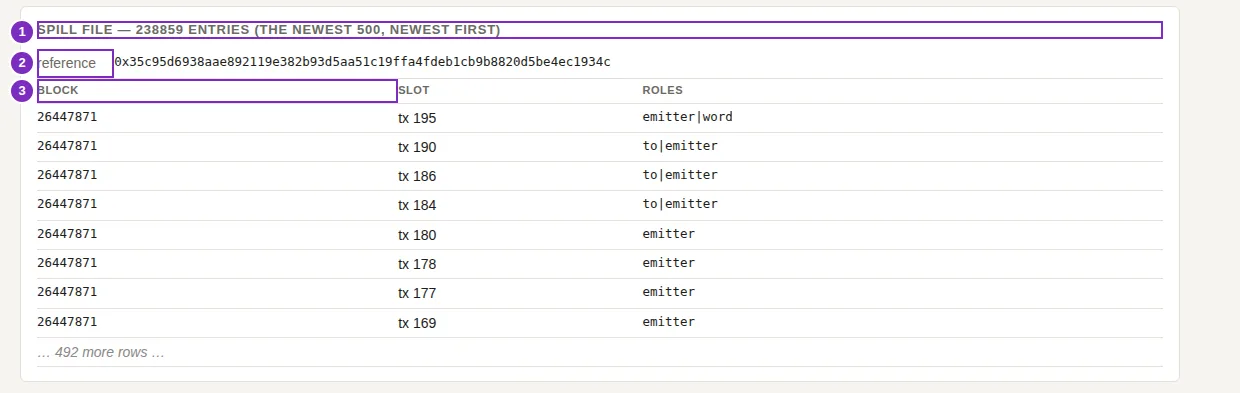 1 SPILL FILE — 238859 ENTRIES (THE NEWEST 500, NEWEST FIRST)
2 reference 0x35c95d6938aae892119e382b93d5aa51c19ffa4fdeb1cb9b8820d5be4ec1934c
3 BLOCK SLOT ROLES
26447871 tx 195 emitter|word
26447871 tx 190 to|emitter
26447871 tx 186 to|emitter
26447871 tx 184 to|emitter
26447871 tx 180 emitter
26447871 tx 178 emitter
26447871 tx 177 emitter
26447871 tx 169 emitter
… 492 more rows …